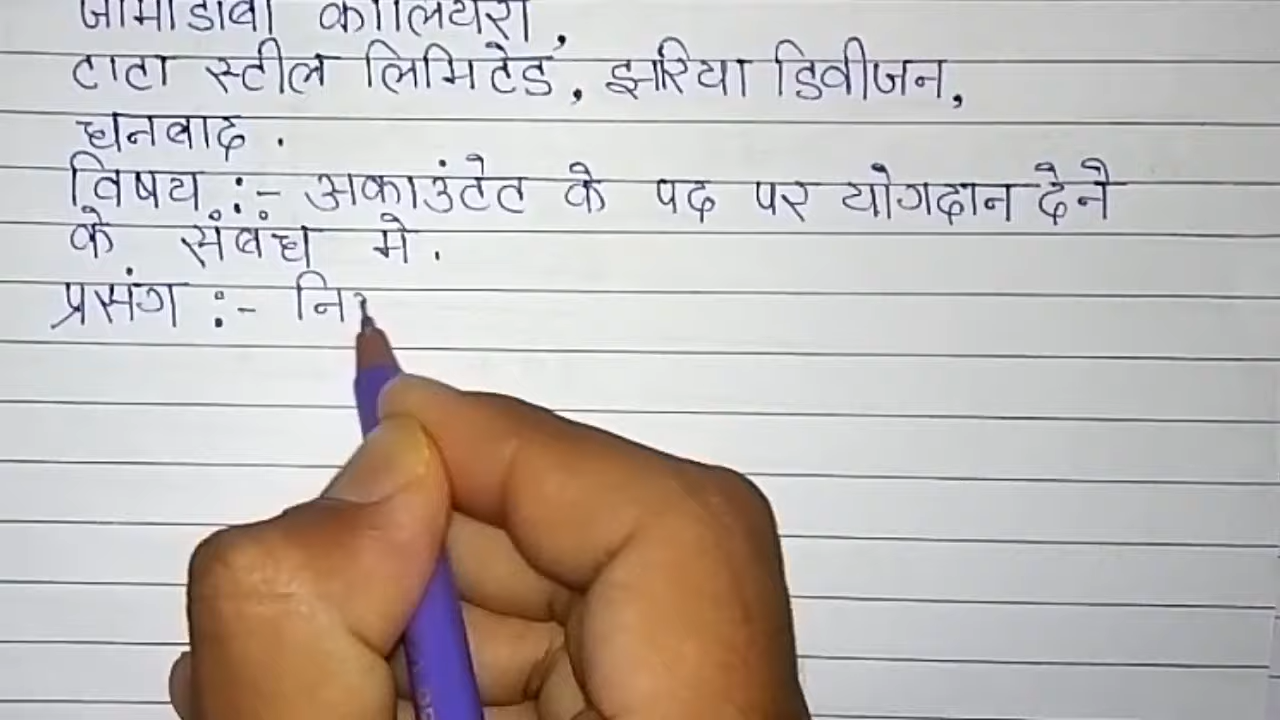 जामाडोबा कोलियरी,
टाटा स्टील लिमिटेड, झरिया डिवीजन,
धनबाद .
विषय :- अकाउंटेट के पद पर योगदान देने
के संबंध मे .
प्रसंग :- नि